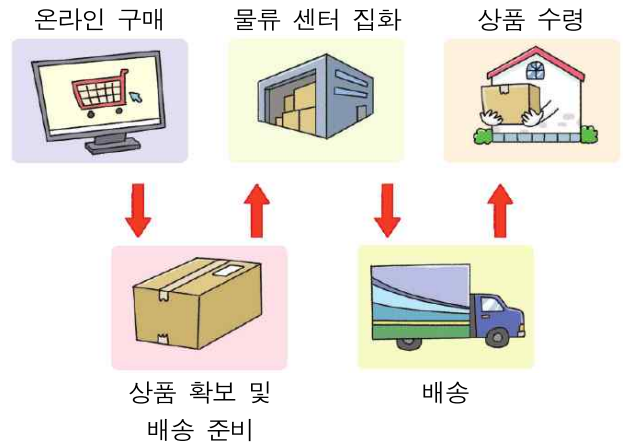 온라인 구매
물류 센터 집화
상품 수령
상품 확보 및
배송 준비
배송